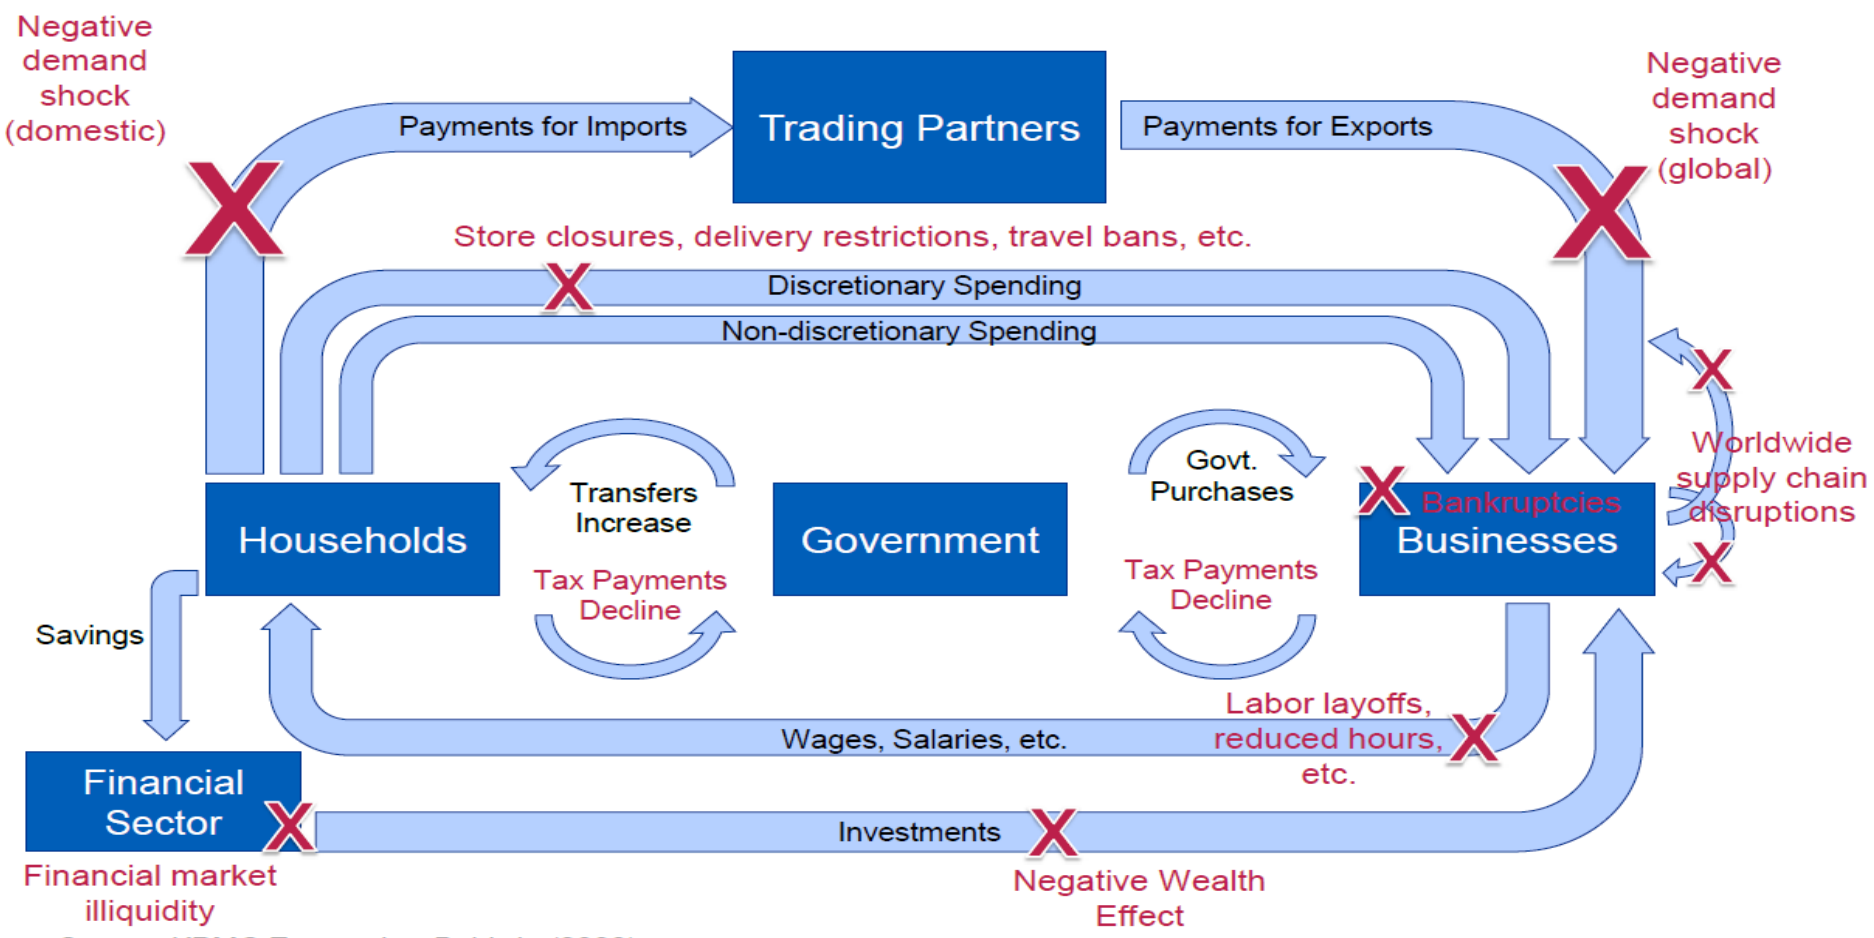 Negative
demand
shock
(domestic)
Negative
demand
shock
(global)
Payments for Imports
Trading Partners
Payments for Exports
Store closures, delivery restrictions, travel bans, etc.
Discretionary Spending
Non-discretionary Spending
Transfers
Increase
Govt.
Purchases
Worldwide
supply chain
disruptions
Bankruptcies
Households
Government
Businesses
Tax Payments
Decline
Tax Payments
Decline
Savings
Labor layoffs,
reduced hours,
etc.
Wages, Salaries, etc.
Financial
Sector
Investments
Financial market
illiquidity
Negative Wealth
Effect